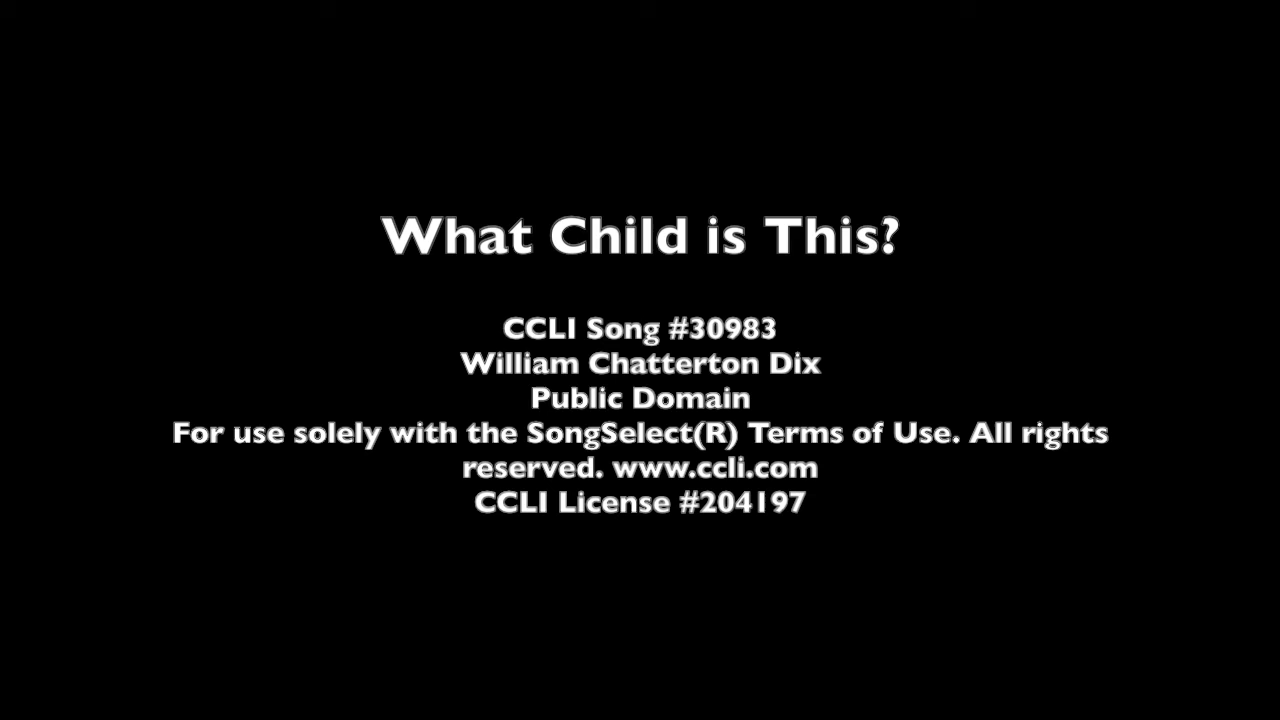 What Child is This?
CCLI Song #30983
William Chatterton Dix
Public Domain
For use solely with the SongSelect(R) Terms of Use. All rights
reserved. www.ccli.com
CCLI License #204197